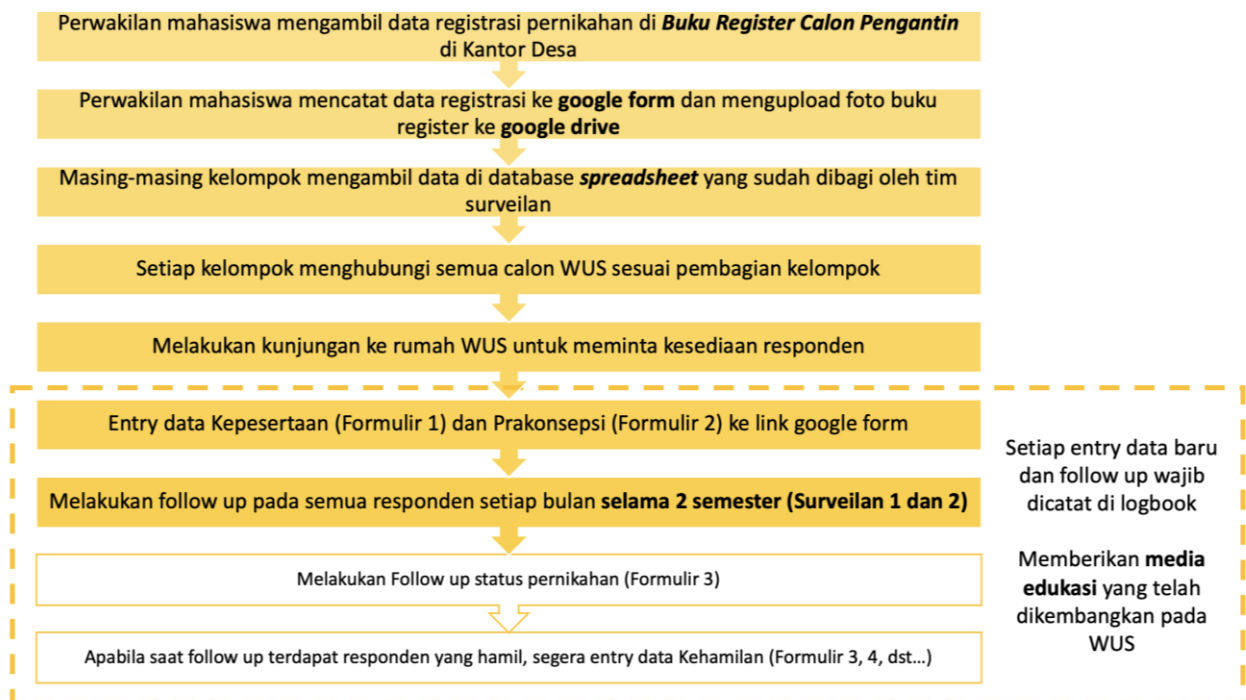 Perwakilan mahasiswa mengambil data registrasi pernikahan di Buku Register Calon Pengantin
di Kantor Desa
Perwakilan mahasiswa mencatat data registrasi ke google form dan mengupload foto buku
register ke google drive
Masing-masing kelompok mengambil data di database spreadsheet yang sudah dibagi oleh tim
surveilan
Setiap kelompok menghubungi semua calon WUS sesuai pembagian kelompok
Melakukan kunjungan ke rumah WUS untuk meminta kesediaan responden
Entry data Kepesertaan (Formulir 1) dan Prakonsepsi (Formulir 2) ke link google form
Melakukan follow up pada semua responden setiap bulan selama 2 semester (Surveilan 1 dan 2)
Melakukan Follow up status pernikahan (Formulir 3)
Apabila saat follow up terdapat responden yang hamil, segera entry data Kehamilan (Formulir 3, 4, dst...)
Setiap entry data baru
dan follow up wajib
dicatat di logbook
Memberikan media
edukasi yang telah
dikembangkan pada
WUS